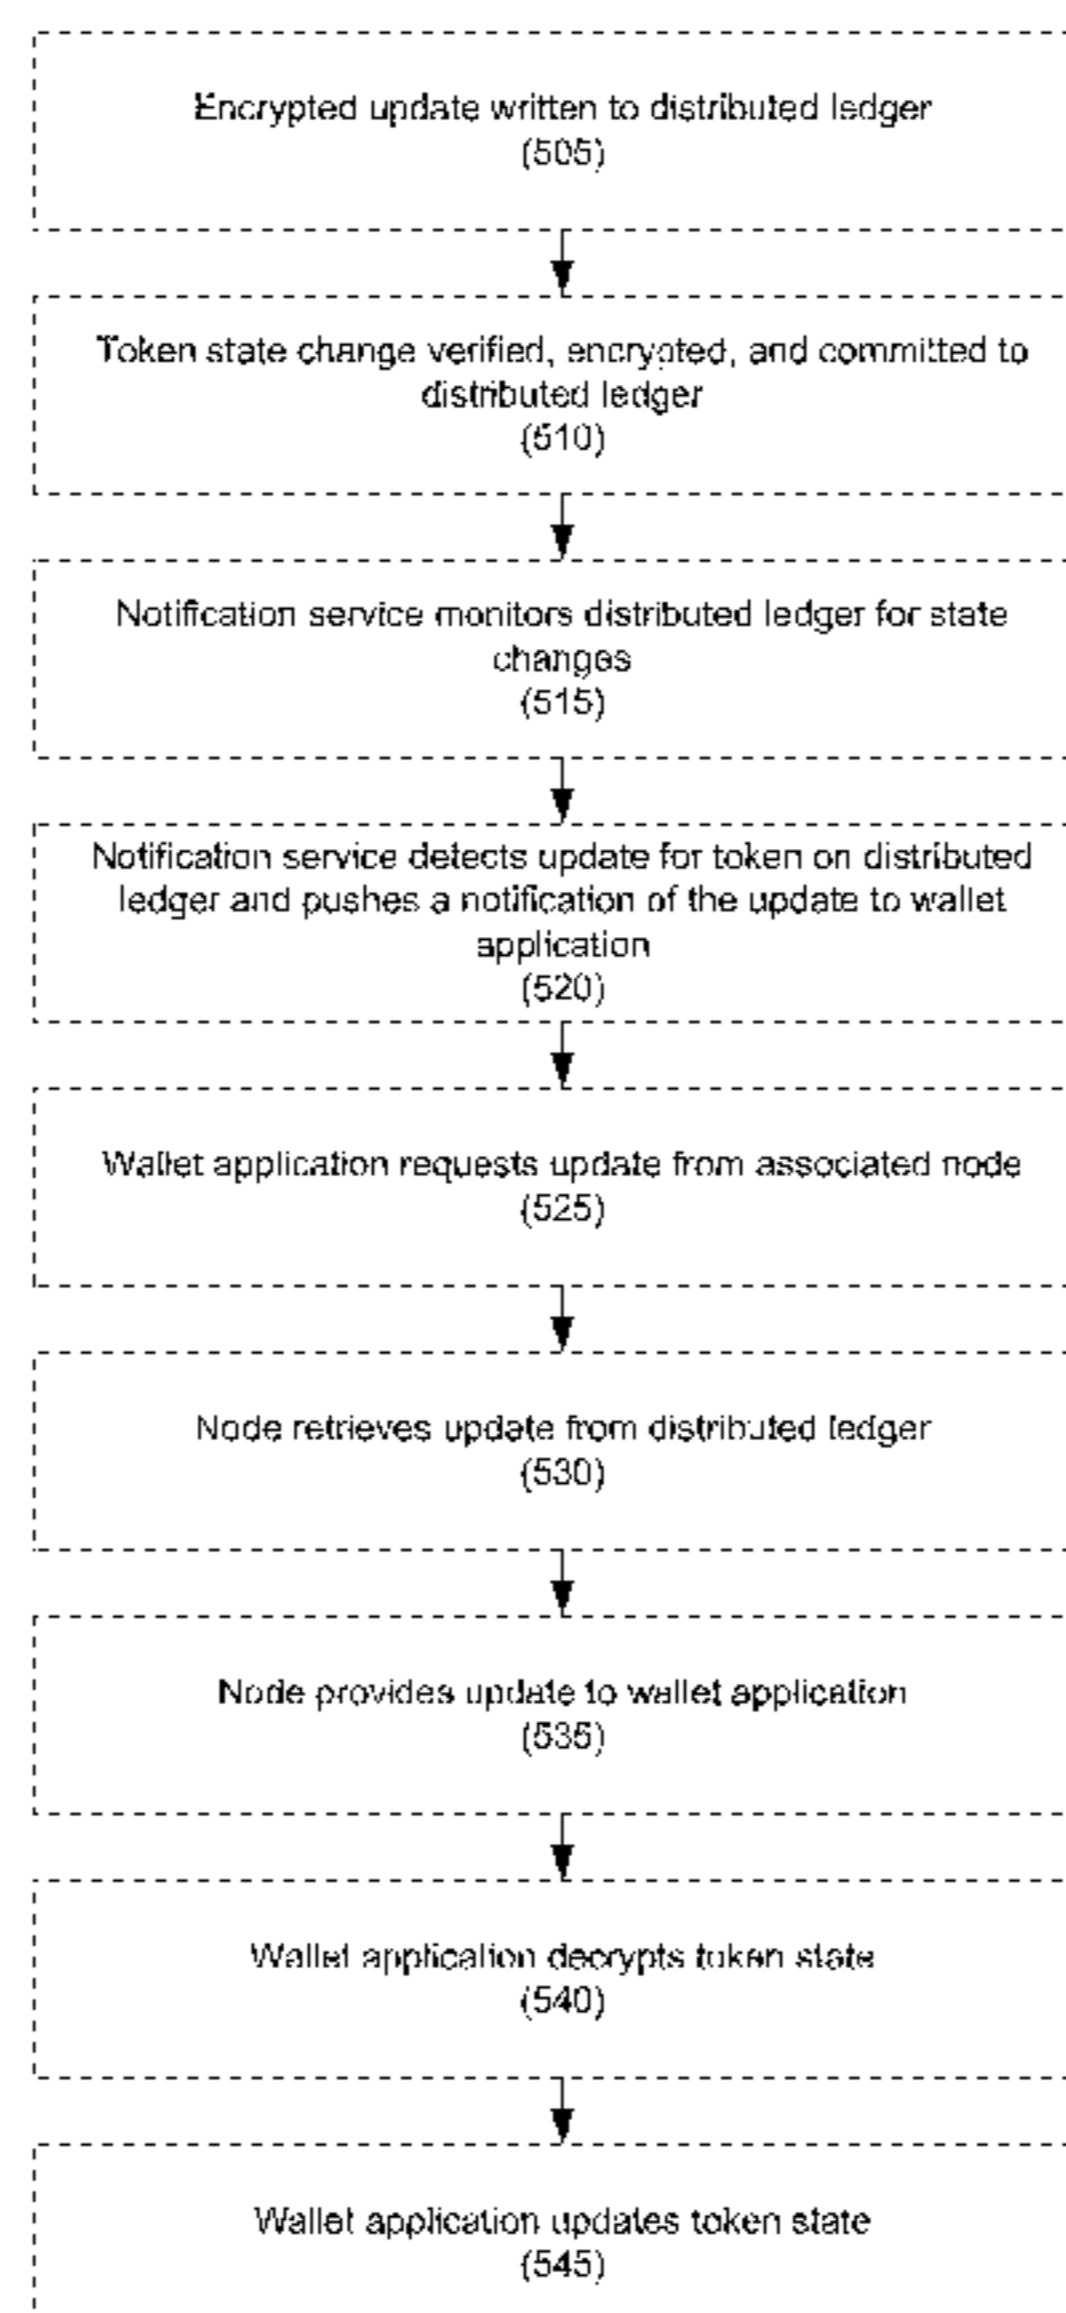 Encrypted update written to distributed ledger
(505)
Token state change verified, encrypted, and committed to
distributed ledger
(510)
Notification service monitors distributed ledger for state
changes
(515)
Notification service detects update for token on distributed
ledger and pushes a notification of the update to wallet
application
(520)
Wallet application requests update from associated node
(525)
Node retrieves update from distributed ledger
(530)
Node provides update to wallet application
(535)
Wallet application decrypts token state
(540)
Wallet application updates token state
(545)